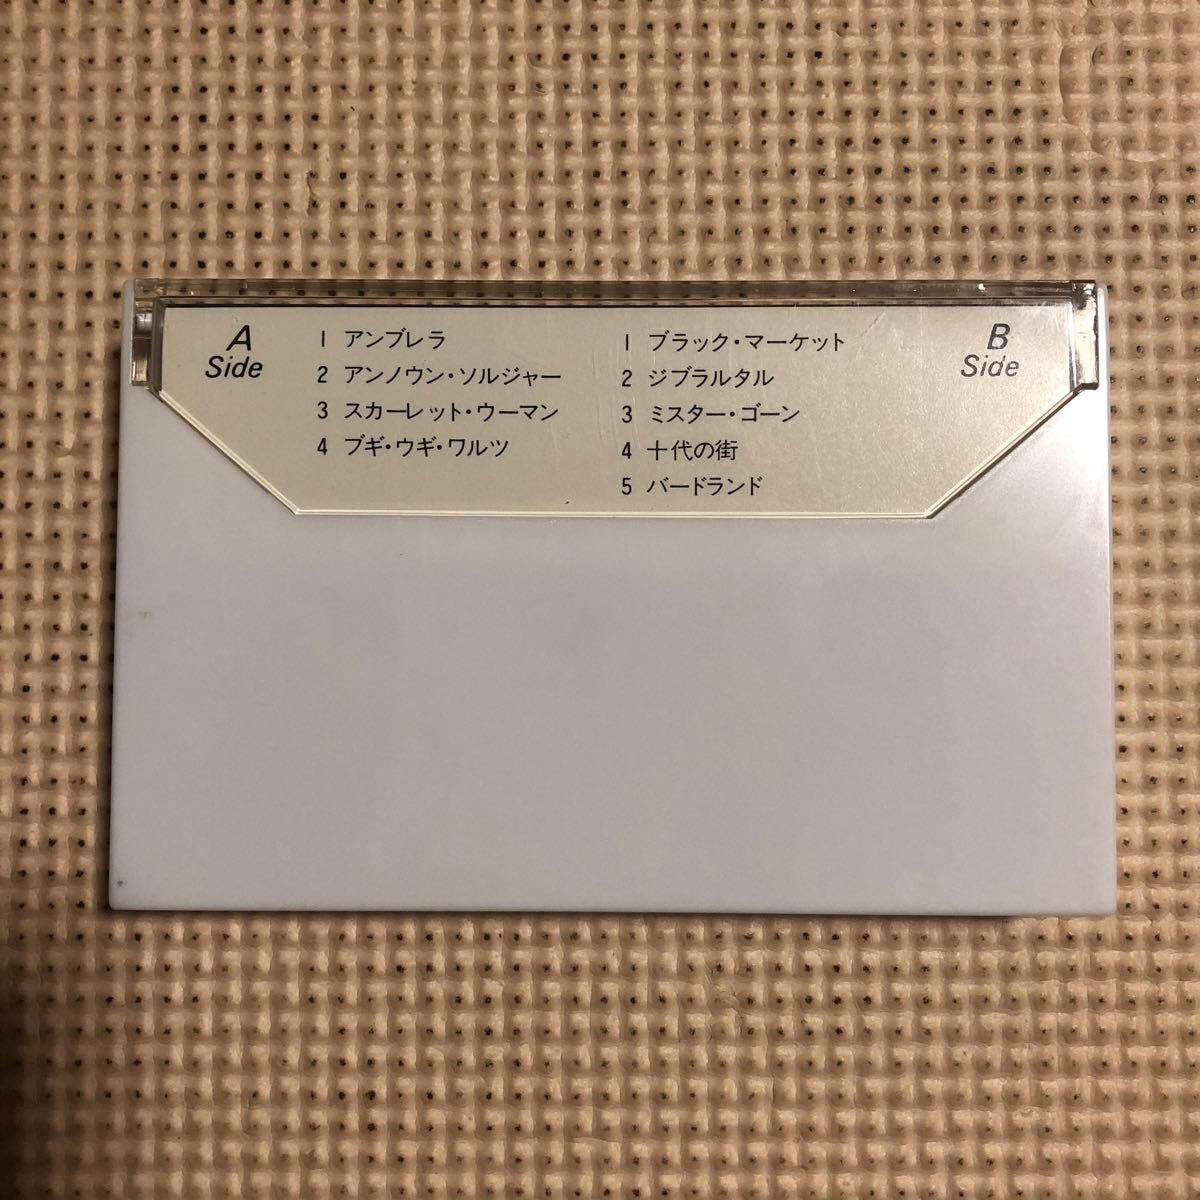 A
Side
1 アンブレラ
2 アンノウン・ソルジャー
3 スカーレット・ウーマン
4 ブギ・ウギ・ワルツ
1 ブラック・マーケット
2 ジブラルタル
3 ミスター・ゴーン
4 十代の街
5 バードランド
B
Side